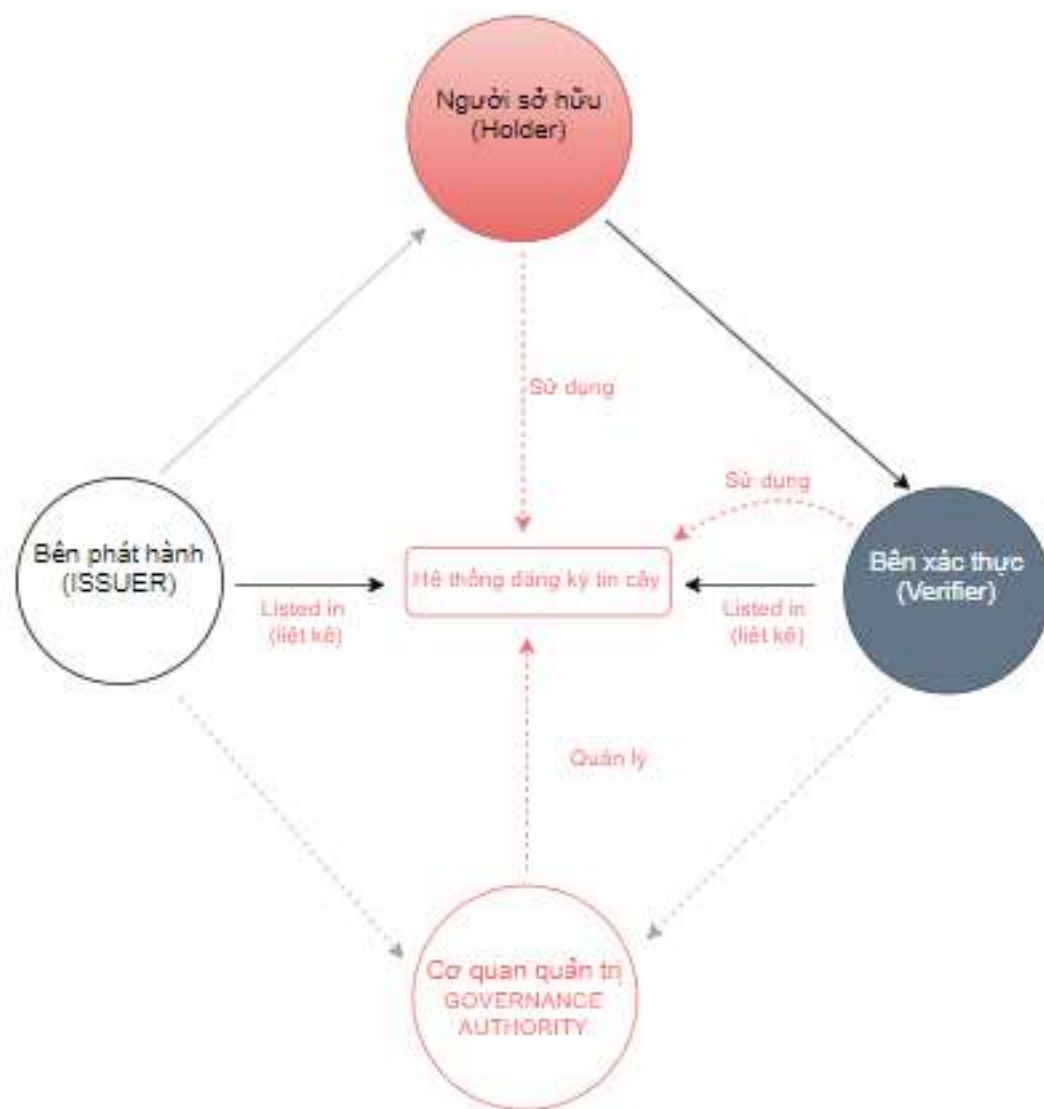 Người sở hữu
(Holder)
Sử dụng
Sử dụng
Bên phát hành
(ISSUER)
Hệ thống đăng ký tin cậy
Bên xác thực
(Verifier)
Listed in
(liệt kê)
Listed in
(liệt kê)
Quản lý
Cơ quan quản trị
GOVERNANCE
AUTHORITY